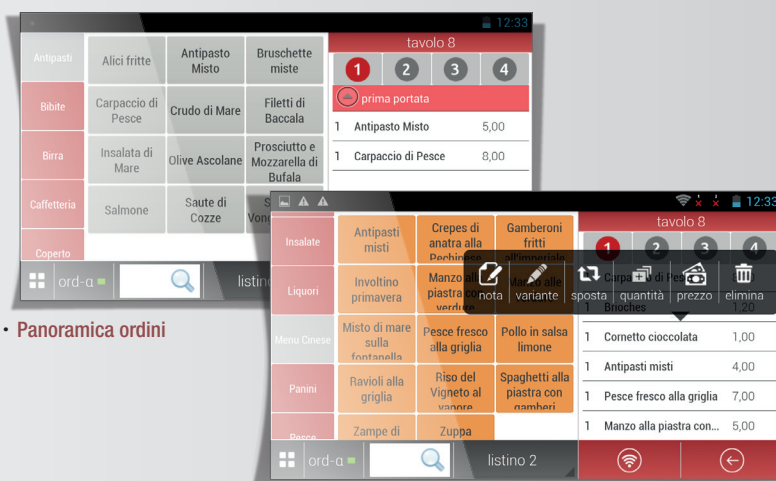 12:33
tavolo 8
1 2 3 4
prima portata
1 Antipasto Misto 5,00
1 Carpaccio di Pesce 8,00
Antipasti
Bibite
Birra
Caffetteria
Coperto
Alici fritte
Antipasto
Misto
Bruschette
miste
Carpaccio di
Pesce
Crudo di Mare
Filetti di
Baccala
Insalata di
Mare
Olive Ascolane
Prosciutto e
Mozzarella di
Bufala
Salmone
Saute di
Cozze
ord-a
12:33
tavolo 8
1 2 3 4
Insalate
Liquori
Menu Cinese
Panini
Pesce
Antipasti
misti
Crepes di
anatra alla
Pechinese
Gamberoni
fritti
all'imperiale
Involtino
primavera
Manzo alla
piastra con
verdure
Manzo alle
Misto di mare
sulla
fontanella
Pesce fresco
alla griglia
Pollo in salsa
limone
Ravioli alla
griglia
Riso del
Vigneto al
vapore
Spaghetti alla
piastra con
gamberi
Zampe di
Zuppa
nota variante sposta quantità prezzo elimina
1 Brioches 1,20
1 Cornetto cioccolata 1,00
1 Antipasti misti 4,00
1 Pesce fresco alla griglia 7,00
1 Manzo alla piastra con... 5,00
ord-a
listino 2
• Panoramica ordini